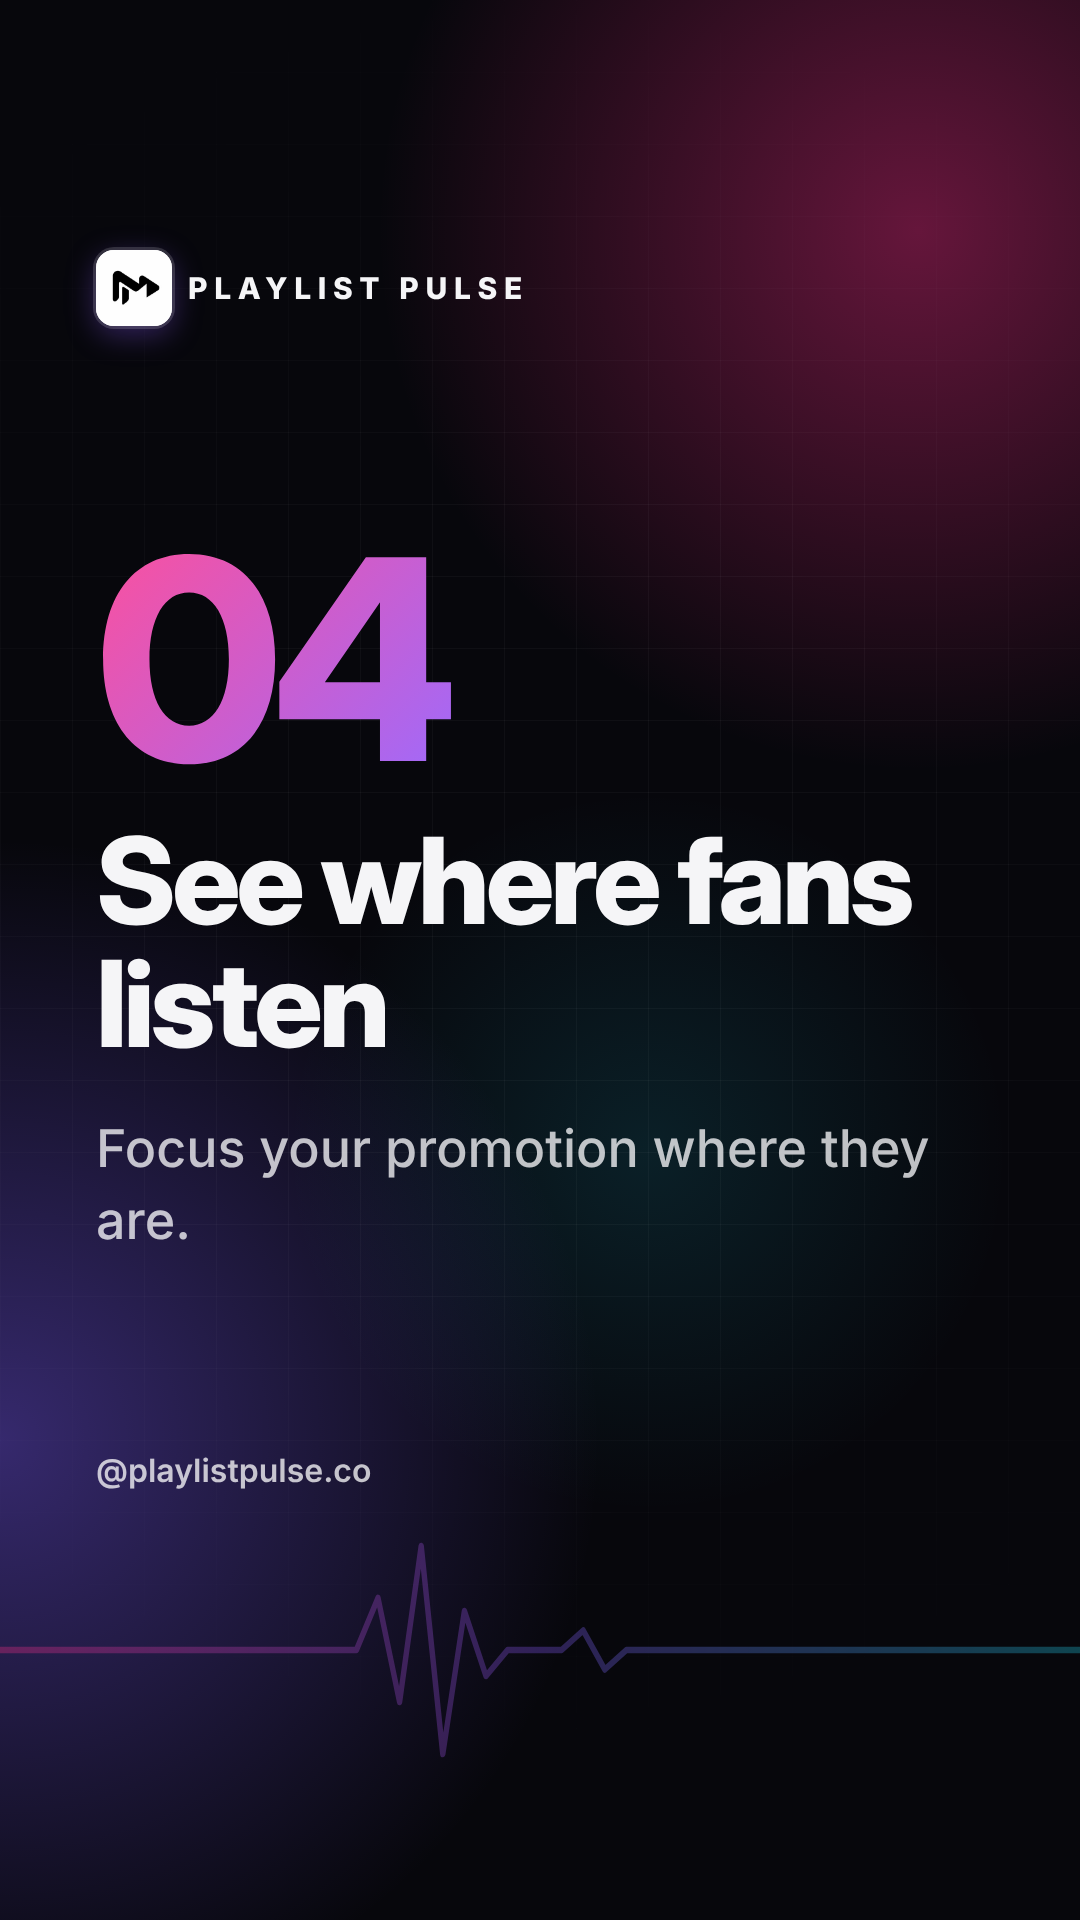 PLAYLIST PULSE
04
See where fans
listen
Focus your promotion where they
are.
@playlistpulse.co